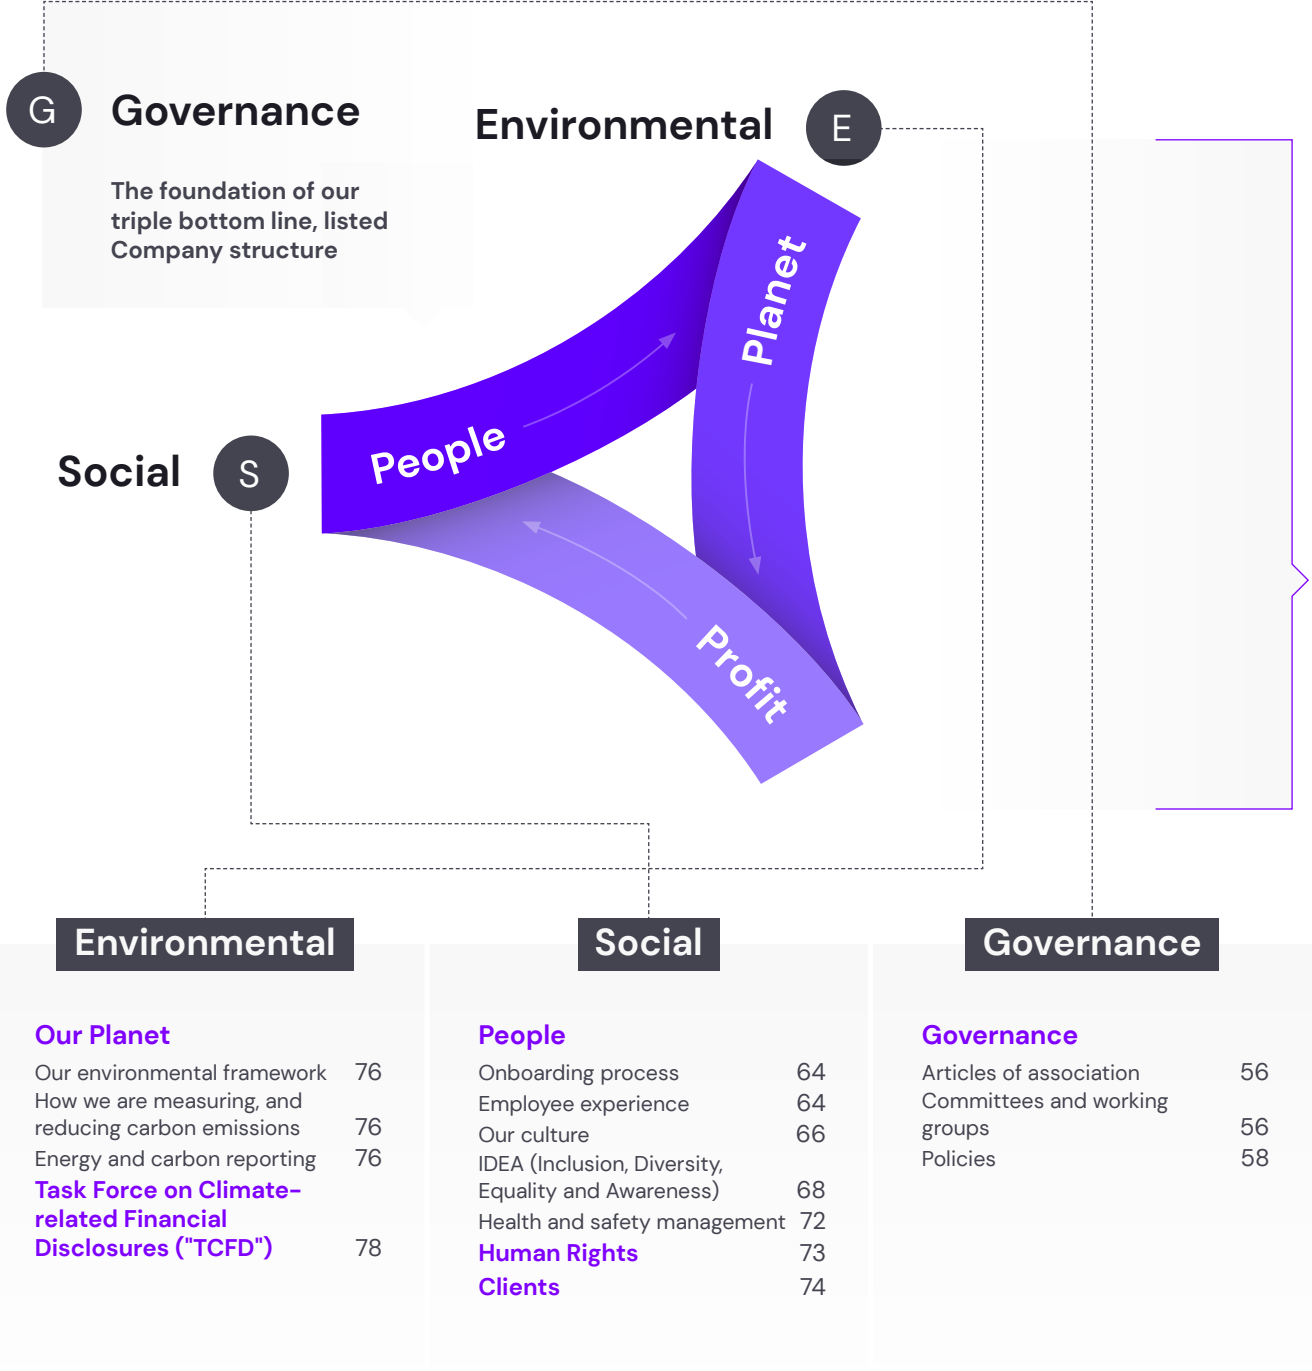 G
Governance
The foundation of our
triple bottom line, listed
Company structure
Environmental
E
Planet
People
Social
S
Profit
Environmental
Our Planet
Our environmental framework 76
How we are measuring, and
reducing carbon emissions 76
Energy and carbon reporting 76
Task Force on Climate-
related Financial
Disclosures ("TCFD") 78
Social
People
Onboarding process 64
Employee experience 64
Our culture 66
IDEA (Inclusion, Diversity,
Equality and Awareness) 68
Health and safety management 72
Human Rights 73
Clients 74
Governance
Governance
Articles of association 56
Committees and working
groups 56
Policies 58